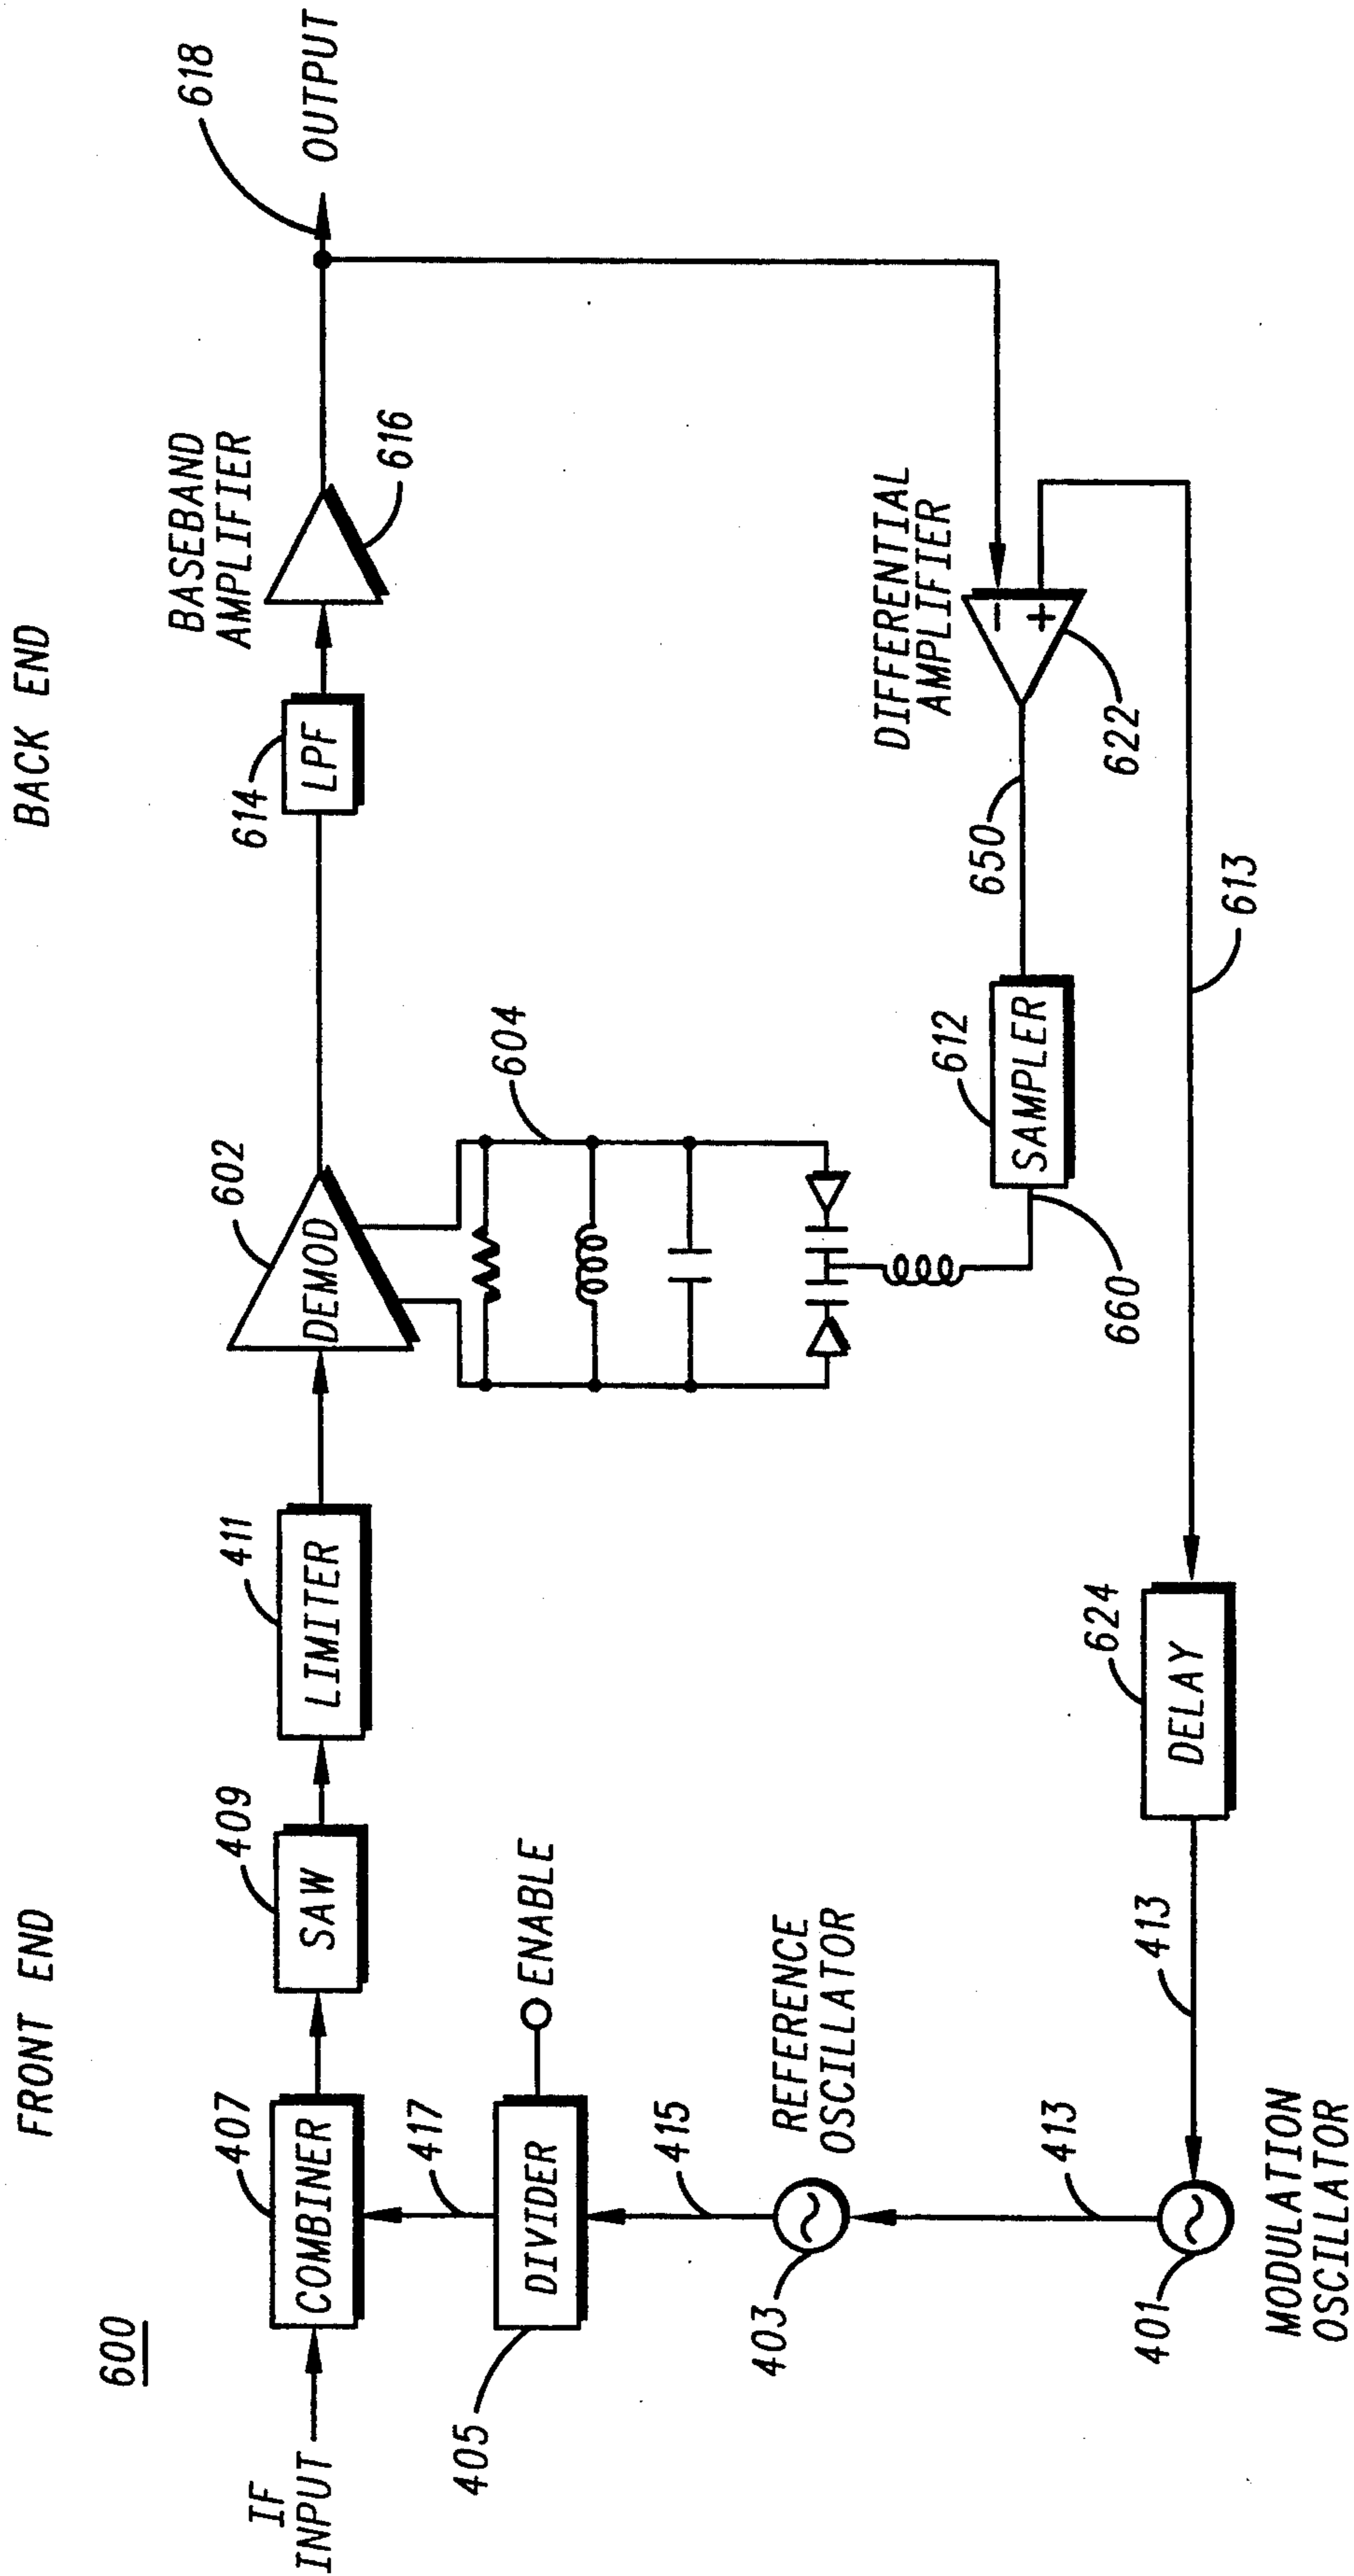 FRONT END
BACK END
600
IF
INPUT
COMBINER
407
SAW
409
LIMITER
411
DEMOD
602
LPF
614
BASEBAND
AMPLIFIER
616
618
OUTPUT
417
DIVIDER
405
ENABLE
415
REFERENCE
OSCILLATOR
403
413
MODULATION
OSCILLATOR
401
413
DELAY
624
613
604
660
SAMPLER
612
650
DIFFERENTIAL
AMPLIFIER
−
+
622